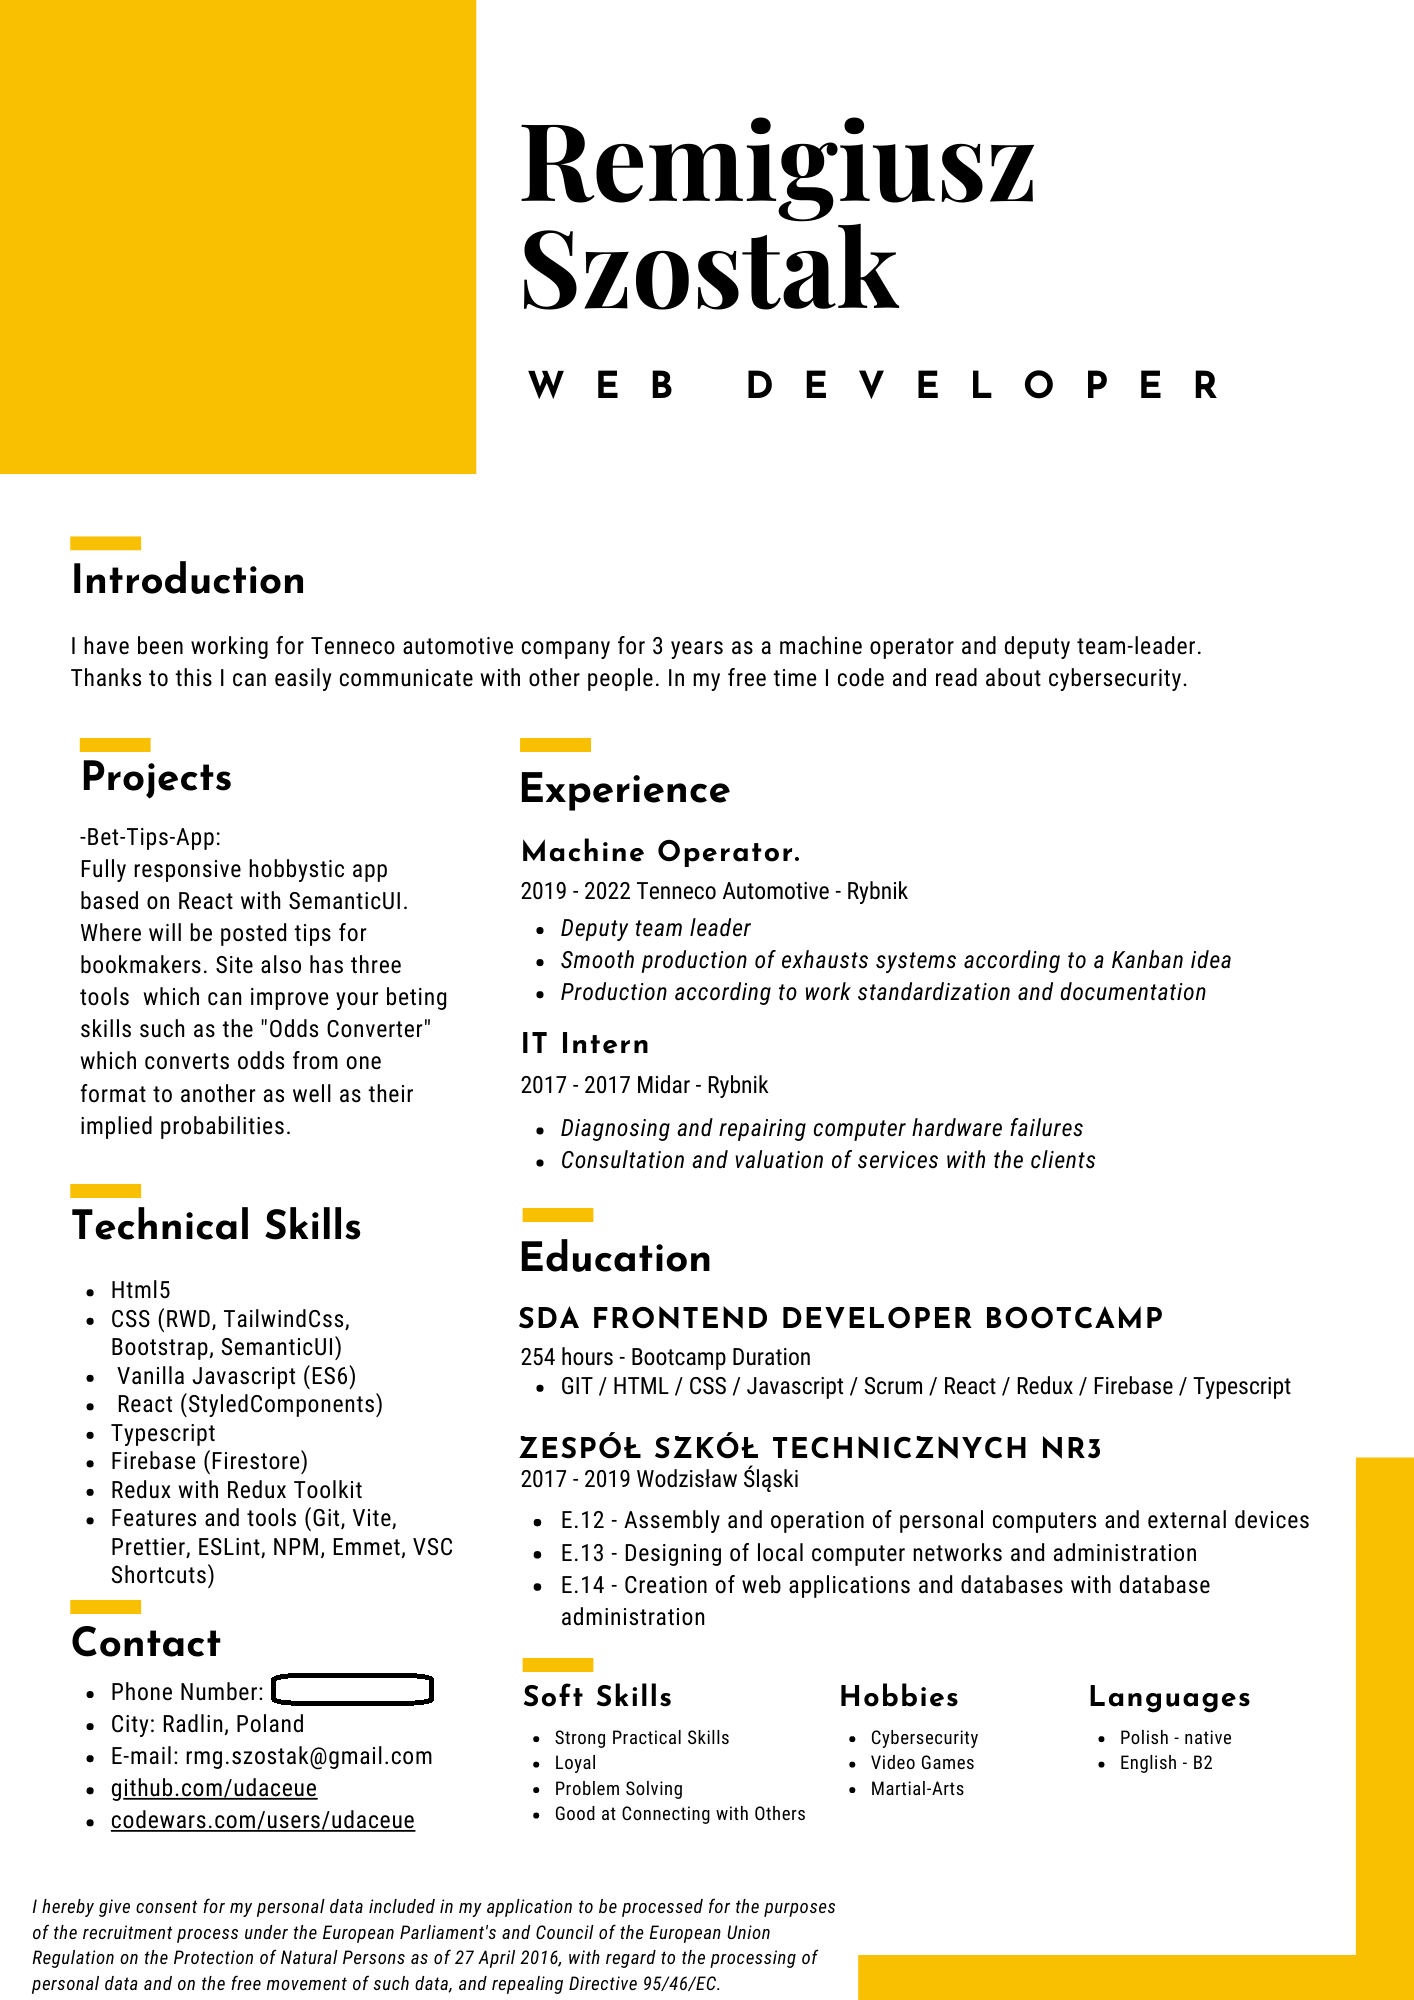 Remigiusz
Szostak
WEB DEVELOPER
Introduction
I have been working for Tenneco automotive company for 3 years as a machine operator and deputy team-leader.
Thanks to this I can easily communicate with other people. In my free time I code and read about cybersecurity.
Projects
-Bet-Tips-App:
Fully responsive hobbystic app
based on React with SemanticUI.
Where will be posted tips for
bookmakers. Site also has three
tools  which can improve your beting
skills such as the "Odds Converter"
which converts odds from one
format to another as well as their
implied probabilities.
Technical Skills
• Html5
• CSS (RWD, TailwindCss,
Bootstrap, SemanticUI)
• Vanilla Javascript (ES6)
• React (StyledComponents)
• Typescript
• Firebase (Firestore)
• Redux with Redux Toolkit
• Features and tools (Git, Vite,
Prettier, ESLint, NPM, Emmet, VSC
Shortcuts)
Contact
• Phone Number:
• City: Radlin, Poland
• E-mail: rmg.szostak@gmail.com
• github.com/udaceue
• codewars.com/users/udaceue
Experience
Machine Operator.
2019 - 2022 Tenneco Automotive - Rybnik
• Deputy team leader
• Smooth production of exhausts systems according to a Kanban idea
• Production according to work standardization and documentation
IT Intern
2017 - 2017 Midar - Rybnik
• Diagnosing and repairing computer hardware failures
• Consultation and valuation of services with the clients
Education
SDA FRONTEND DEVELOPER BOOTCAMP
254 hours - Bootcamp Duration
• GIT / HTML / CSS / Javascript / Scrum / React / Redux / Firebase / Typescript
ZESPÓŁ SZKÓŁ TECHNICZNYCH NR3
2017 - 2019 Wodzisław Śląski
• E.12 - Assembly and operation of personal computers and external devices
• E.13 - Designing of local computer networks and administration
• E.14 - Creation of web applications and databases with database
administration
Soft Skills
• Strong Practical Skills
• Loyal
• Problem Solving
• Good at Connecting with Others
Hobbies
• Cybersecurity
• Video Games
• Martial-Arts
Languages
• Polish - native
• English - B2
I hereby give consent for my personal data included in my application to be processed for the purposes
of the recruitment process under the European Parliament's and Council of the European Union
Regulation on the Protection of Natural Persons as of 27 April 2016, with regard to the processing of
personal data and on the free movement of such data, and repealing Directive 95/46/EC.